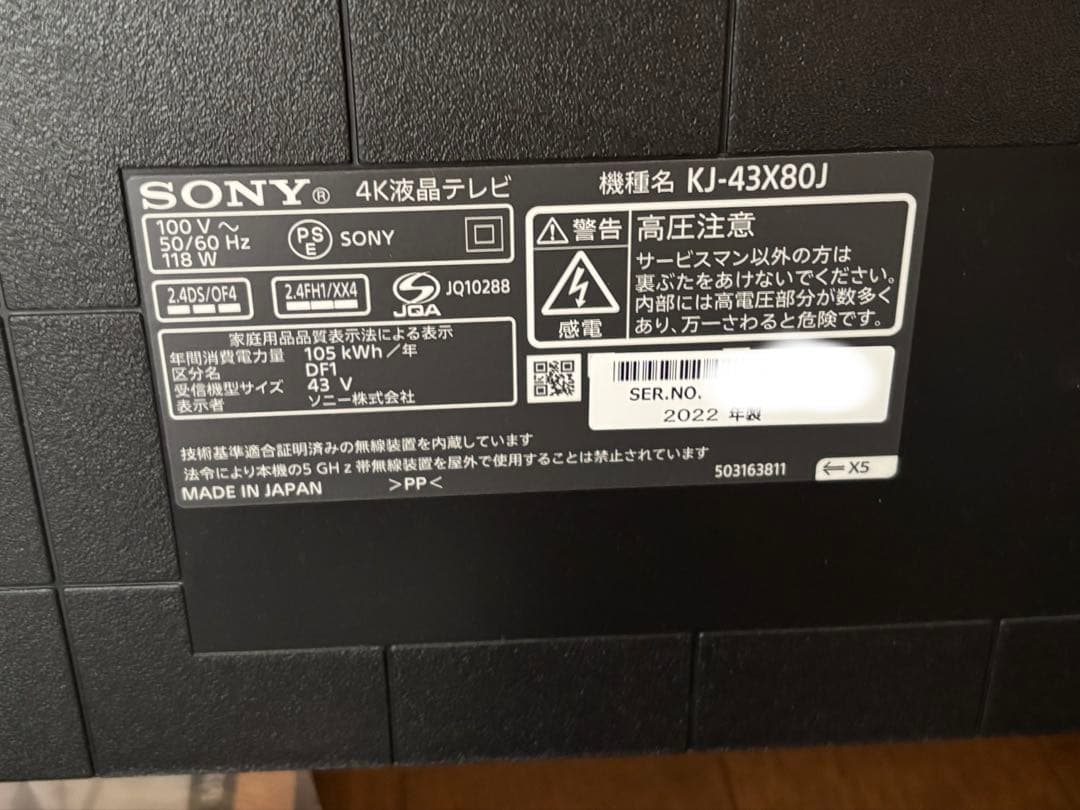 SONY® 4K液晶テレビ 機種名 KJ-43X80J
100 V～
50/60 Hz
118 W
PSE SONY
2.4DS/OF4
2.4FH1/XX4
JQA
JQ10288
家庭用品品質表示法による表示
年間消費電力量 105 kWh/年
区分名 DF1
受信機型サイズ 43 V
表示者 ソニー株式会社
警告 高圧注意
感電
サービスマン以外の方は
裏ぶたをあけないでください。
内部には高電圧部分が数多く
あり、万一さわると危険です。
SER.NO.
2022 年製
技術基準適合証明済みの無線装置を内蔵しています
法令により本機の5 GHz帯無線装置を屋外で使用することは禁止されています
MADE IN JAPAN >PP<
503163811
⇐ X5